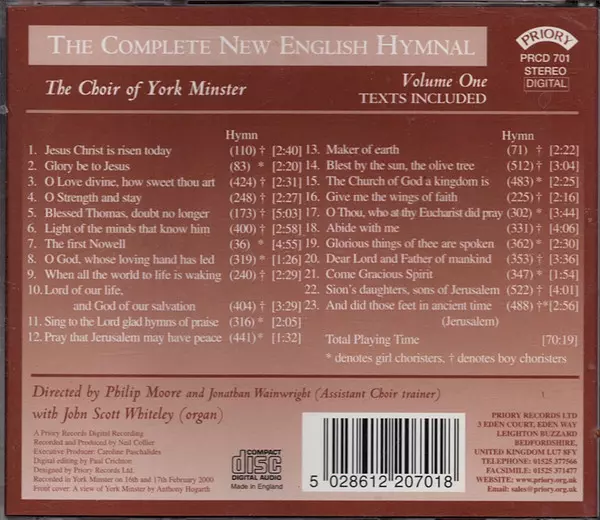 THE COMPLETE NEW ENGLISH HYMNAL
PRIORY
PRCD 701
STEREO
DIGITAL
The Choir of York Minster
Volume One
TEXTS INCLUDED
Hymn
1. Jesus Christ is risen today (110) † [2:40]
2. Glory be to Jesus (83) * [2:20]
3. O Love divine, how sweet thou art (424) † [2:31]
4. O Strength and stay (248) † [2:27]
5. Blessed Thomas, doubt no longer (173) † [5:03]
6. Light of the minds that know him (400) † [2:58]
7. The first Nowell (36) * [4:55]
8. O God, whose loving hand has led (319) * [1:26]
9. When all the world to life is waking (240) † [2:29]
10. Lord of our life,
and God of our salvation (404) † [3:29]
11. Sing to the Lord glad hymns of praise (316) * [2:05]
12. Pray that Jerusalem may have peace (441) * [1:32]
Hymn
13. Maker of earth (71) † [2:22]
14. Blest by the sun, the olive tree (512) † [3:04]
15. The Church of God a kingdom is (483) * [2:25]
16. Give me the wings of faith (225) † [2:16]
17. O Thou, who at thy Eucharist did pray (302) * [3:44]
18. Abide with me (331) † [4:06]
19. Glorious things of thee are spoken (362) * [2:30]
20. Dear Lord and Father of mankind (353) † [3:36]
21. Come Gracious Spirit (347) * [1:54]
22. Sion's daughters, sons of Jerusalem (522) † [4:01]
23. And did those feet in ancient time (488) †* [2:56]
(Jerusalem)
Total Playing Time [70:19]
* denotes girl choristers, † denotes boy choristers
Directed by Philip Moore and Jonathan Wainwright (Assistant Choir trainer)
with John Scott Whiteley (organ)
A Priory Records Digital Recording
Recorded and Produced by Neil Collier
Executive Producer: Caroline Paschalides
Digital editing by Paul Crichton
Designed by Priory Records Ltd.
Recorded in York Minster on 16th and 17th February 2000
Front cover: A view of York Minster by Anthony Hogarth
COMPACT
disc
DIGITAL AUDIO
Made in England
5 028612 207018
PRIORY RECORDS LTD
3 EDEN COURT, EDEN WAY
LEIGHTON BUZZARD
BEDFORDSHIRE,
UNITED KINGDOM LU7 8FY
TELEPHONE: 01525 377566
FACSIMILE: 01525 371477
WEBSITE: www.priory.org.uk
Email: sales@priory.org.uk